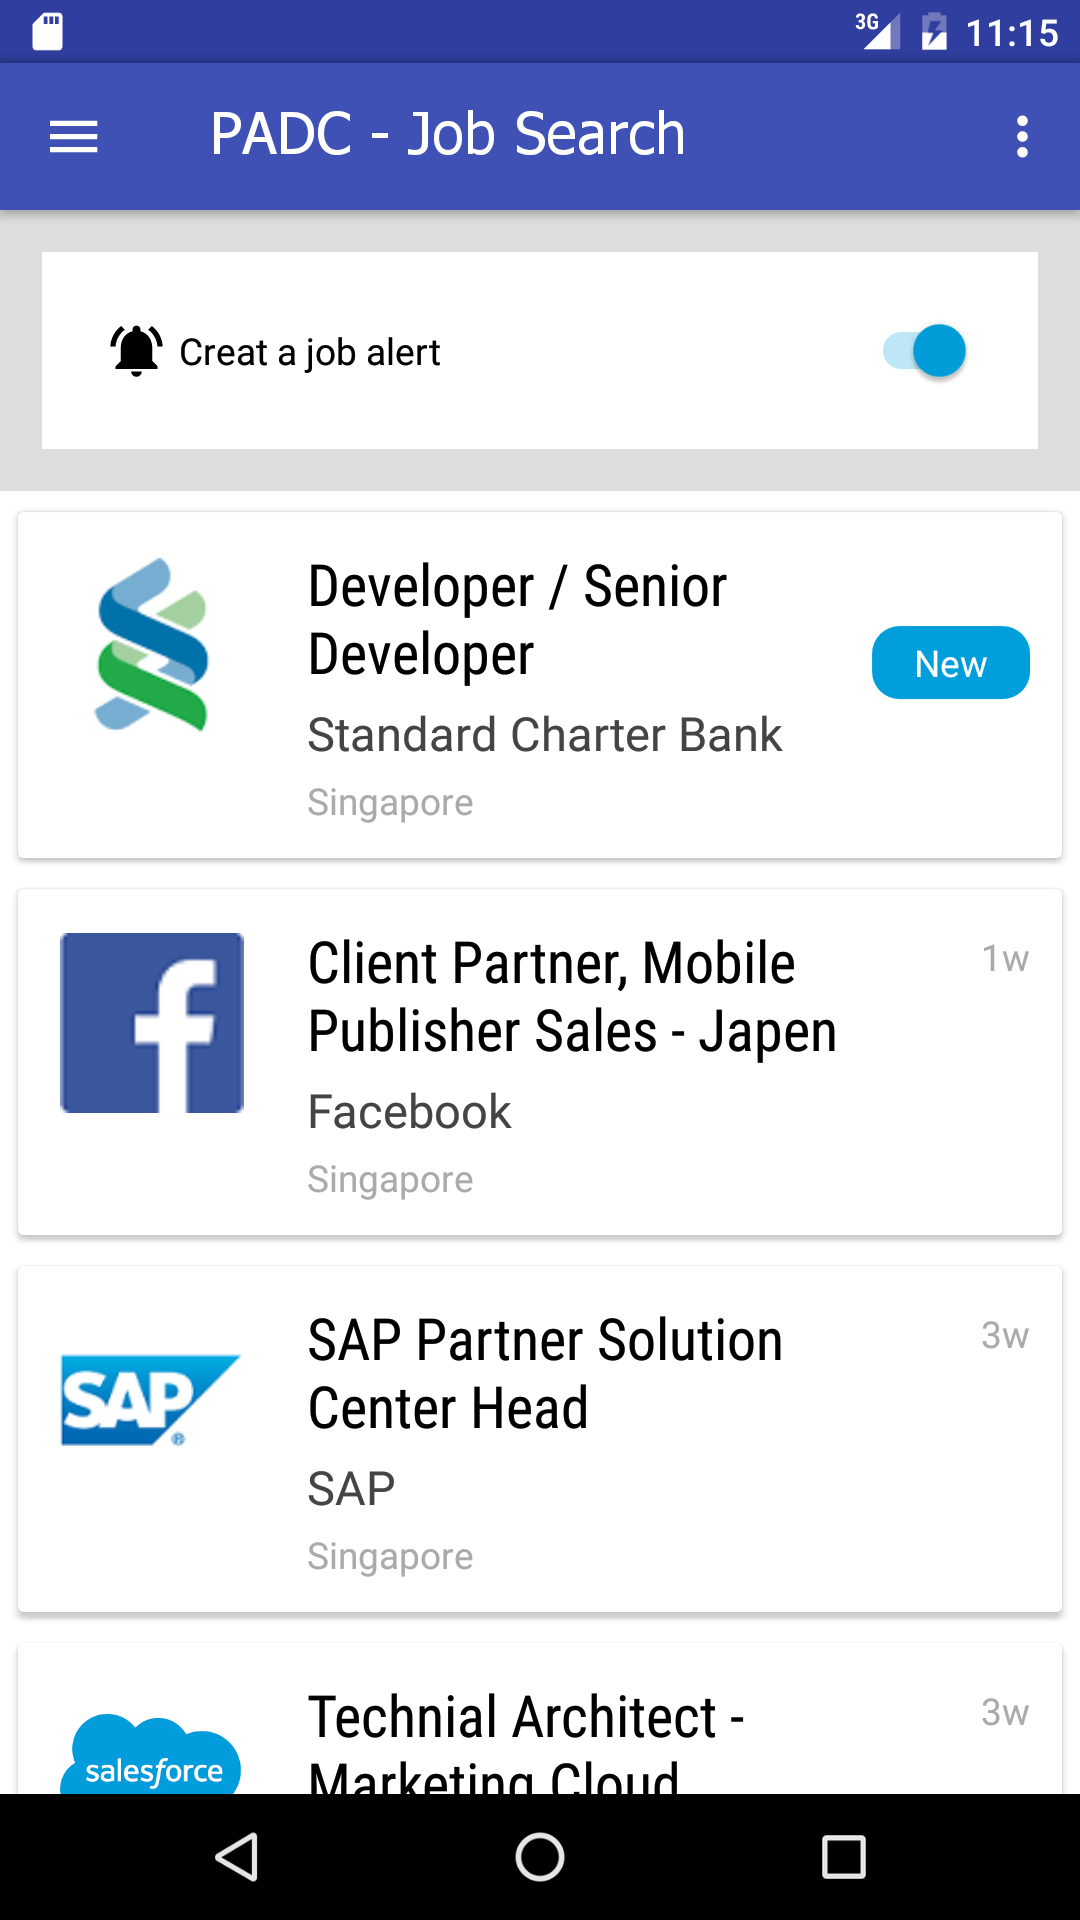 3G 11:15
PADC - Job Search
Creat a job alert
Developer / Senior
Developer
New
Standard Charter Bank
Singapore
Client Partner, Mobile
1w
Publisher Sales - Japen
Facebook
Singapore
SAP Partner Solution
3w
SAP®
Center Head
SAP
Singapore
Technial Architect -
3w
salesforce
Marketing Cloud